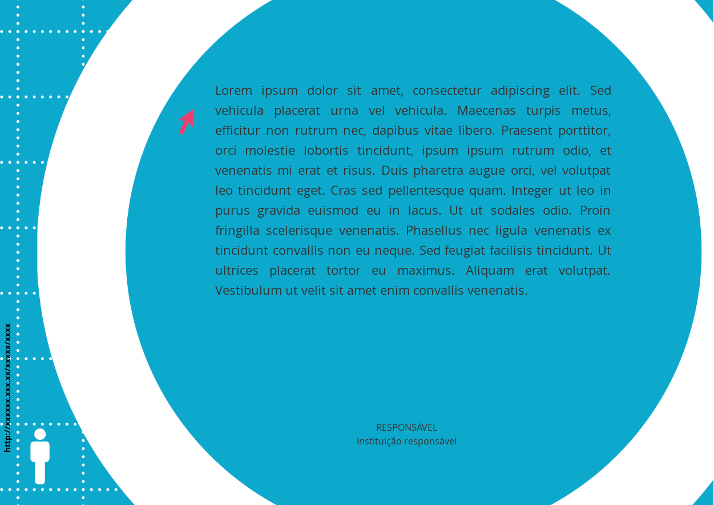 Lorem ipsum dolor sit amet, consectetur adipiscing elit. Sed
vehicula placerat urna vel vehicula. Maecenas turpis metus,
efficitur non rutrum nec, dapibus vitae libero. Praesent porttitor,
orci molestie lobortis tincidunt, ipsum ipsum rutrum odio, et
venenatis mi erat et risus. Duis pharetra augue orci, vel volutpat
leo tincidunt eget. Cras sed pellentesque quam. Integer ut leo in
purus gravida euismod eu in lacus. Ut ut sodales odio. Proin
fringilla scelerisque venenatis. Phasellus nec ligula venenatis ex
tincidunt convallis non eu neque. Sed feugiat facilisis tincidunt. Ut
ultrices placerat tortor eu maximus. Aliquam erat volutpat.
Vestibulum ut velit sit amet enim convallis venenatis.
RESPONSÁVEL
Instituição responsável
http://xxxxxx.xxx.xx/xxxxx/xxxx